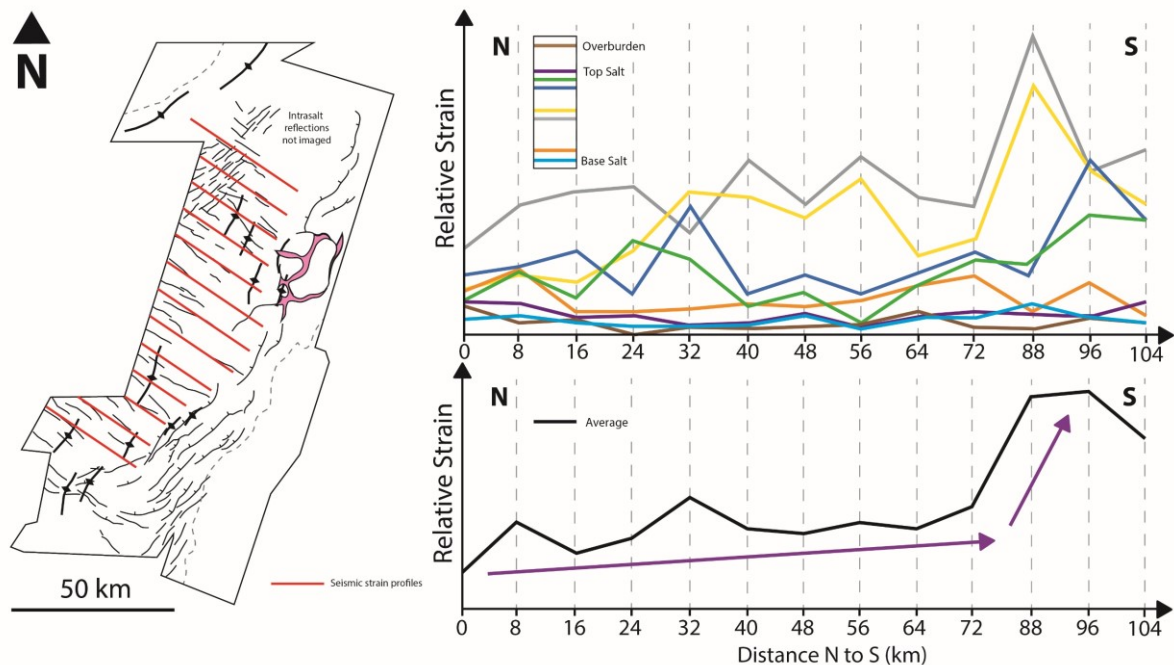 N
Intrasalt
reflections
not imaged
50 km
Seismic strain profiles
Relative Strain
N
S
Overburden
Top Salt
Base Salt
0 8 16 24 32 40 48 56 64 72 88 96 104
Relative Strain
N
S
Average
0 8 16 24 32 40 48 56 64 72 88 96 104
Distance N to S (km)